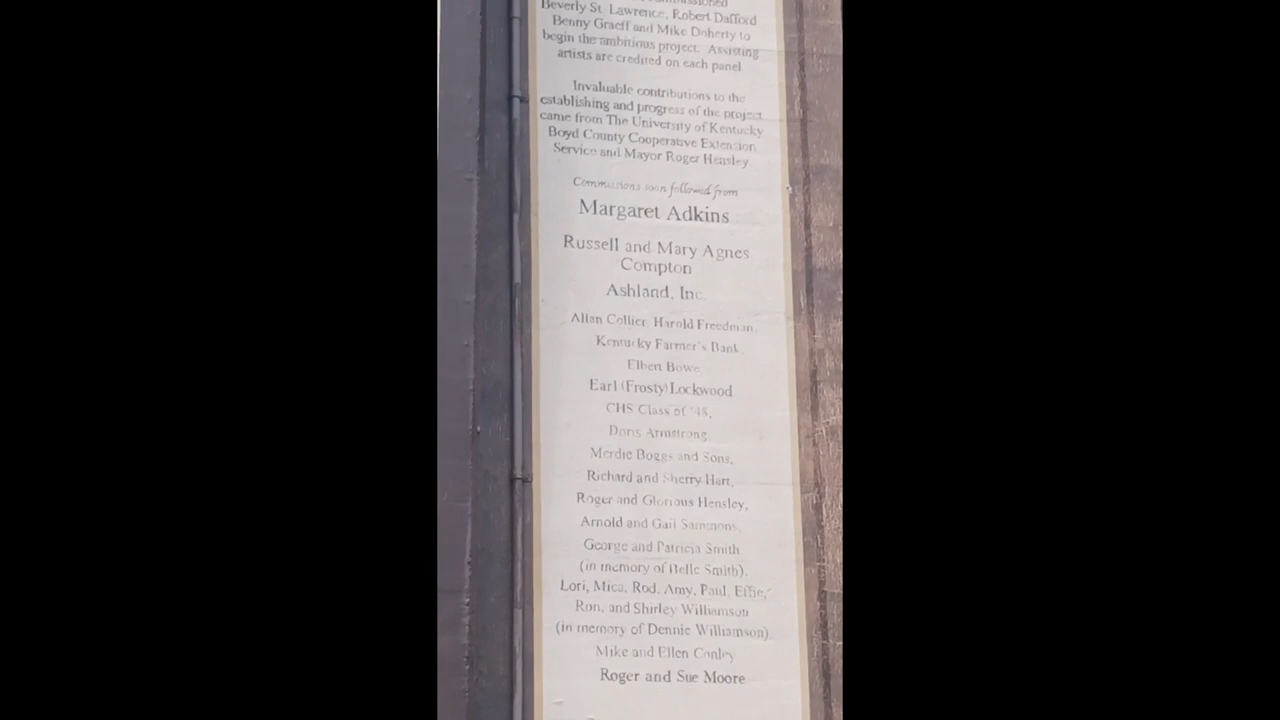 Beverly St. Lawrence, Robert Dafford
Benny Graeff and Mike Doherty to
begin the ambitious project. Assisting
artists are credited on each panel.
Invaluable contributions to the
establishing and progress of the project
came from The University of Kentucky
Boyd County Cooperative Extension
Service and Mayor Roger Hensley
Commissions soon followed from
Margaret Adkins
Russell and Mary Agnes
Compton
Ashland, Inc.
Allan Collier, Harold Freedman,
Kentucky Farmer's Bank
Elbert Bowe
Earl (Frosty) Lockwood
CHS Class of '48,
Doris Armstrong,
Merdie Boggs and Sons,
Richard and Sherry Hart,
Roger and Glorious Hensley,
Arnold and Gail Sammons,
George and Patricia Smith
(in memory of Belle Smith),
Lori, Mica, Rod, Amy, Paul, Effie,
Ron, and Shirley Williamson
(in memory of Dennie Williamson)
Mike and Ellen Conley
Roger and Sue Moore